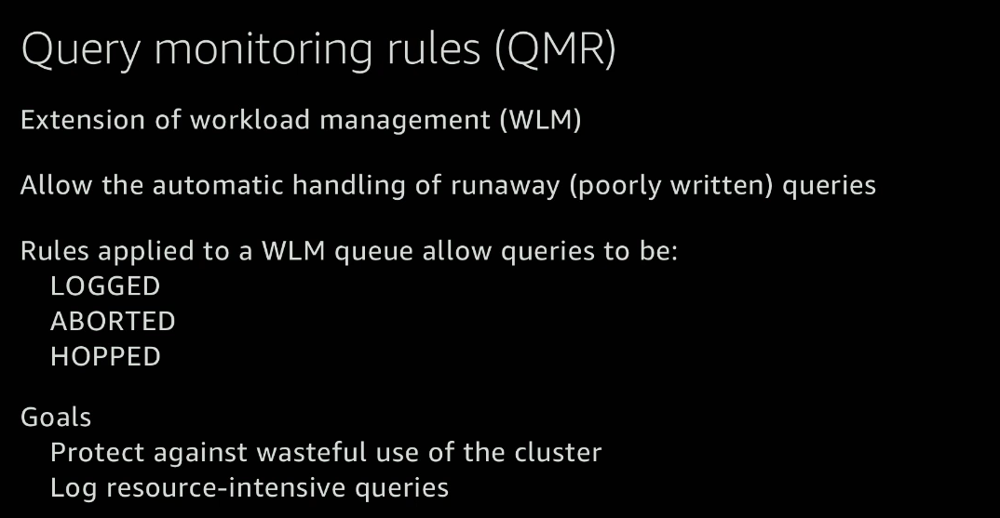 Query monitoring rules (QMR)
Extension of workload management (WLM)
Allow the automatic handling of runaway (poorly written) queries
Rules applied to a WLM queue allow queries to be:
LOGGED
ABORTED
HOPPED
Goals
Protect against wasteful use of the cluster
Log resource-intensive queries